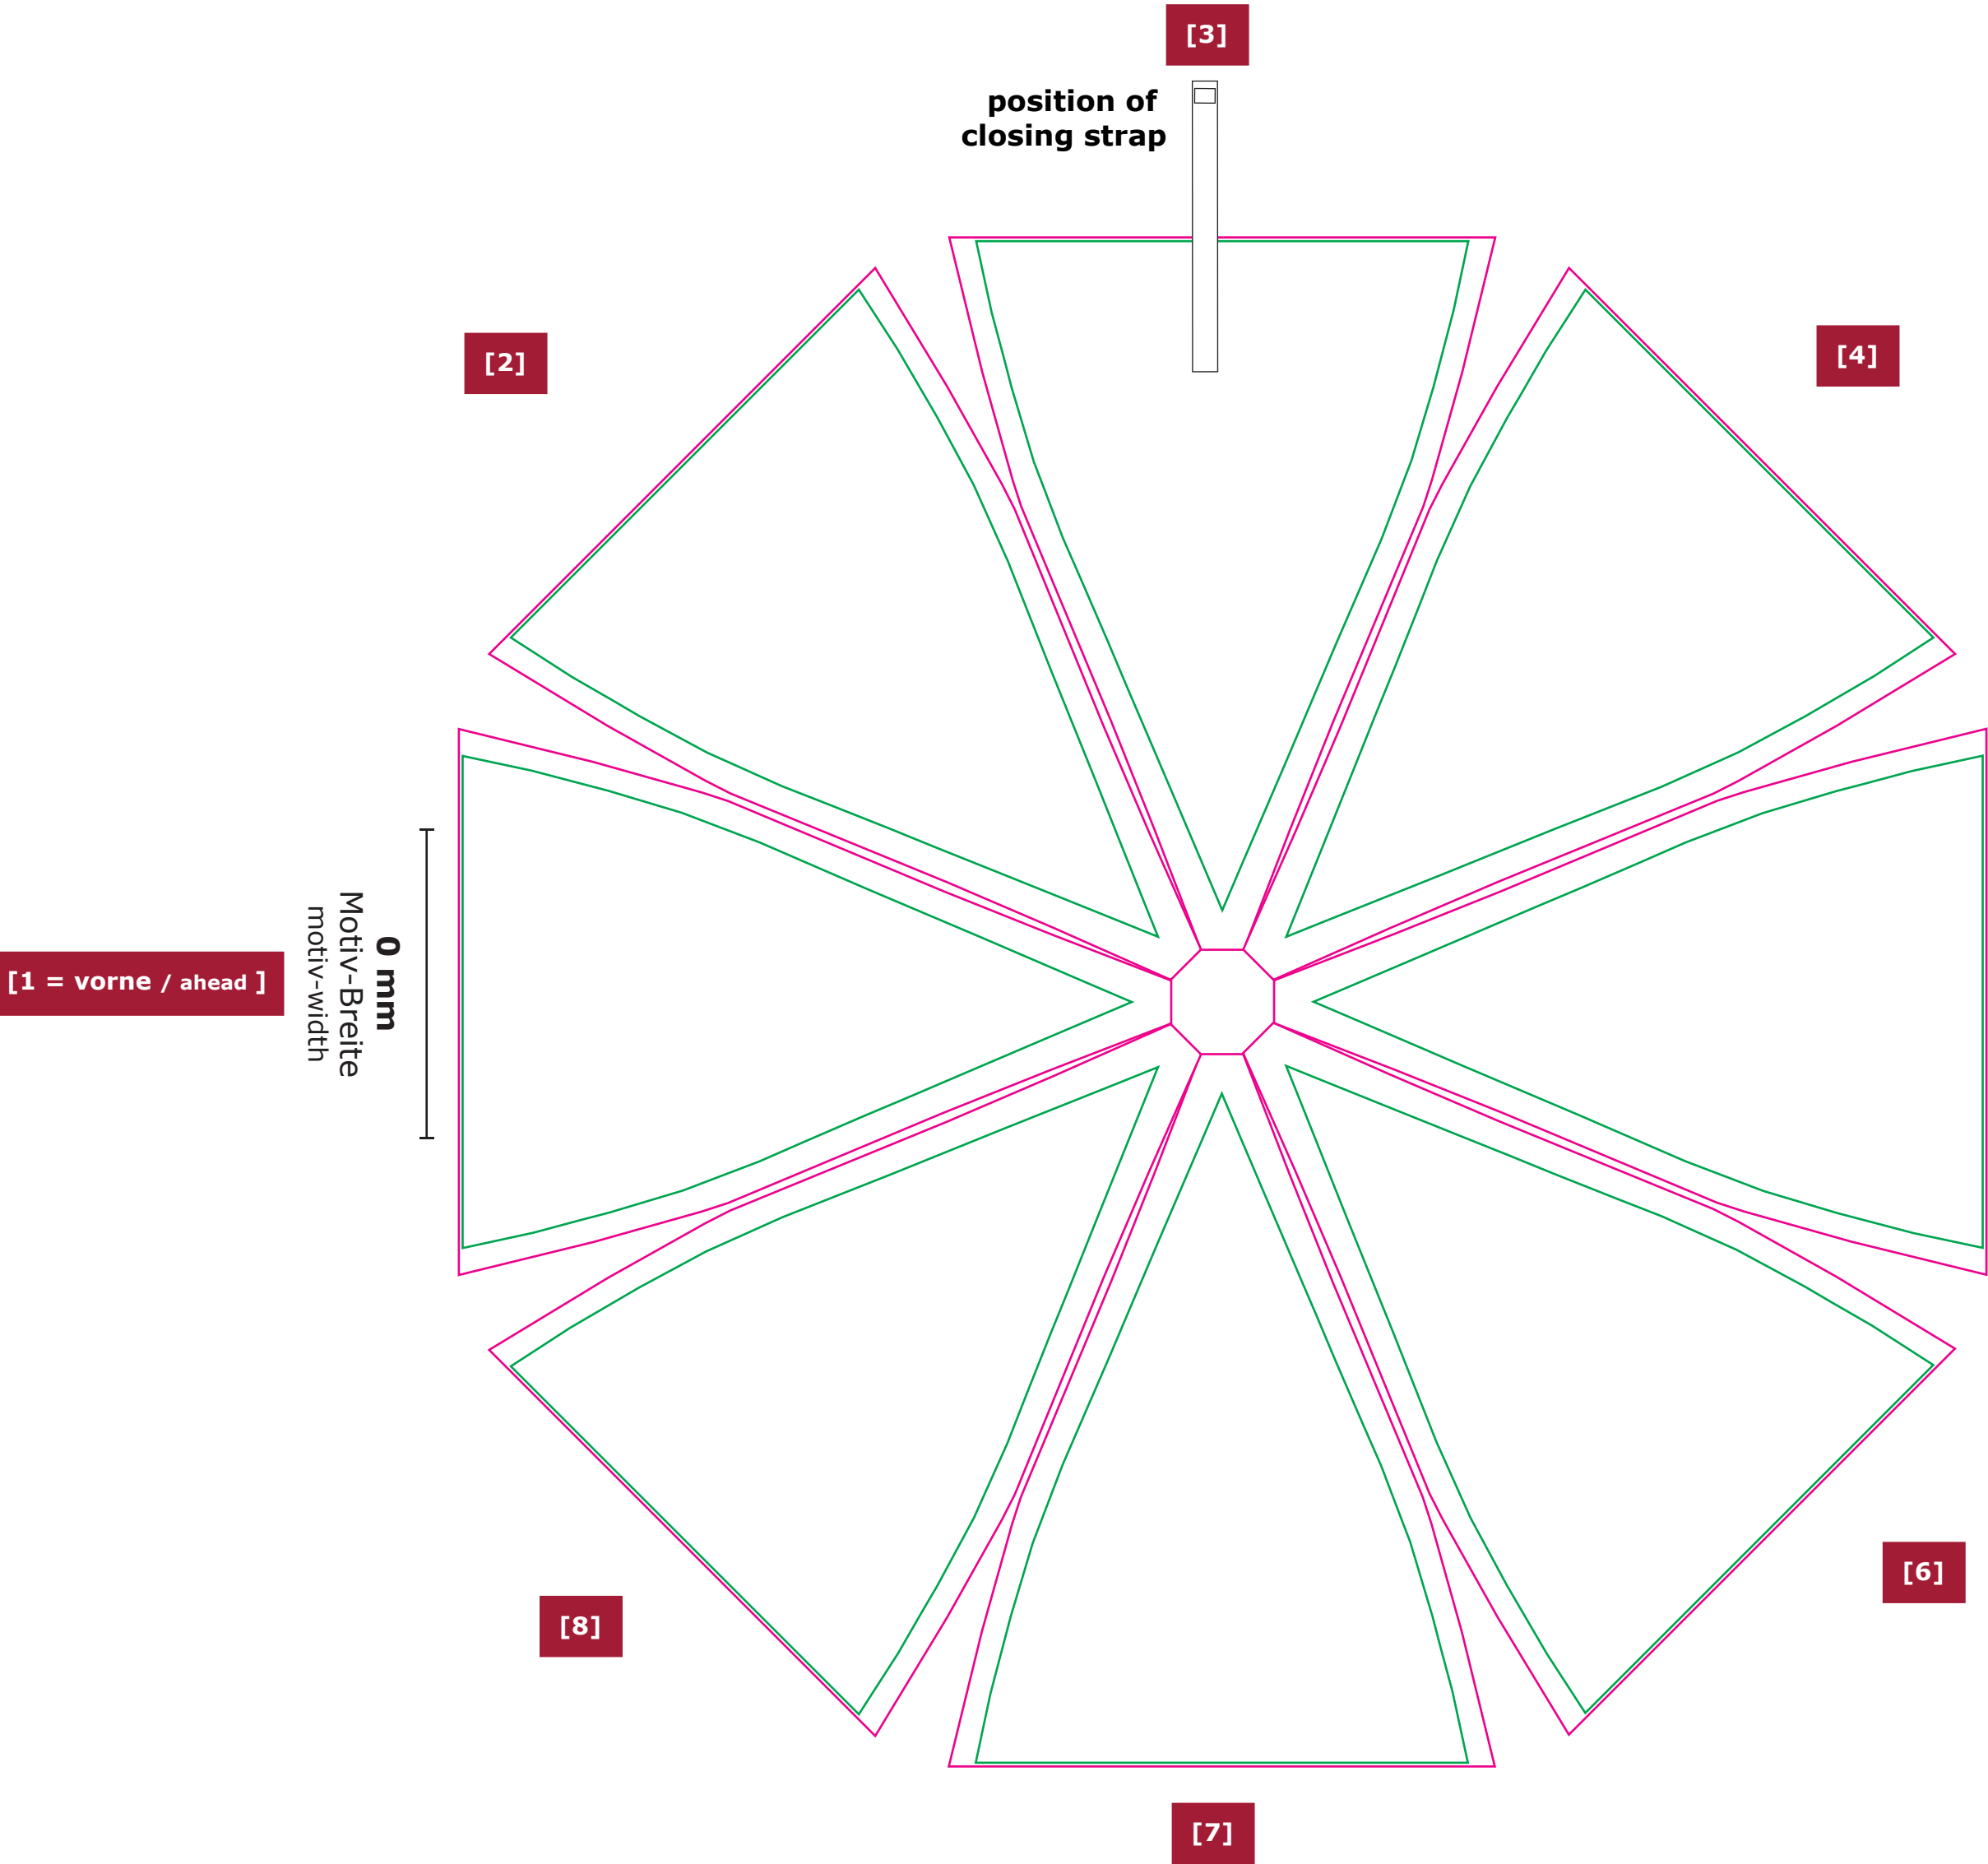 [3]
position of
closing strap
[2]
[4]
[1 = vorne / ahead ]
0 mm
Motiv-Breite
motiv-width
[6]
[8]
[7]